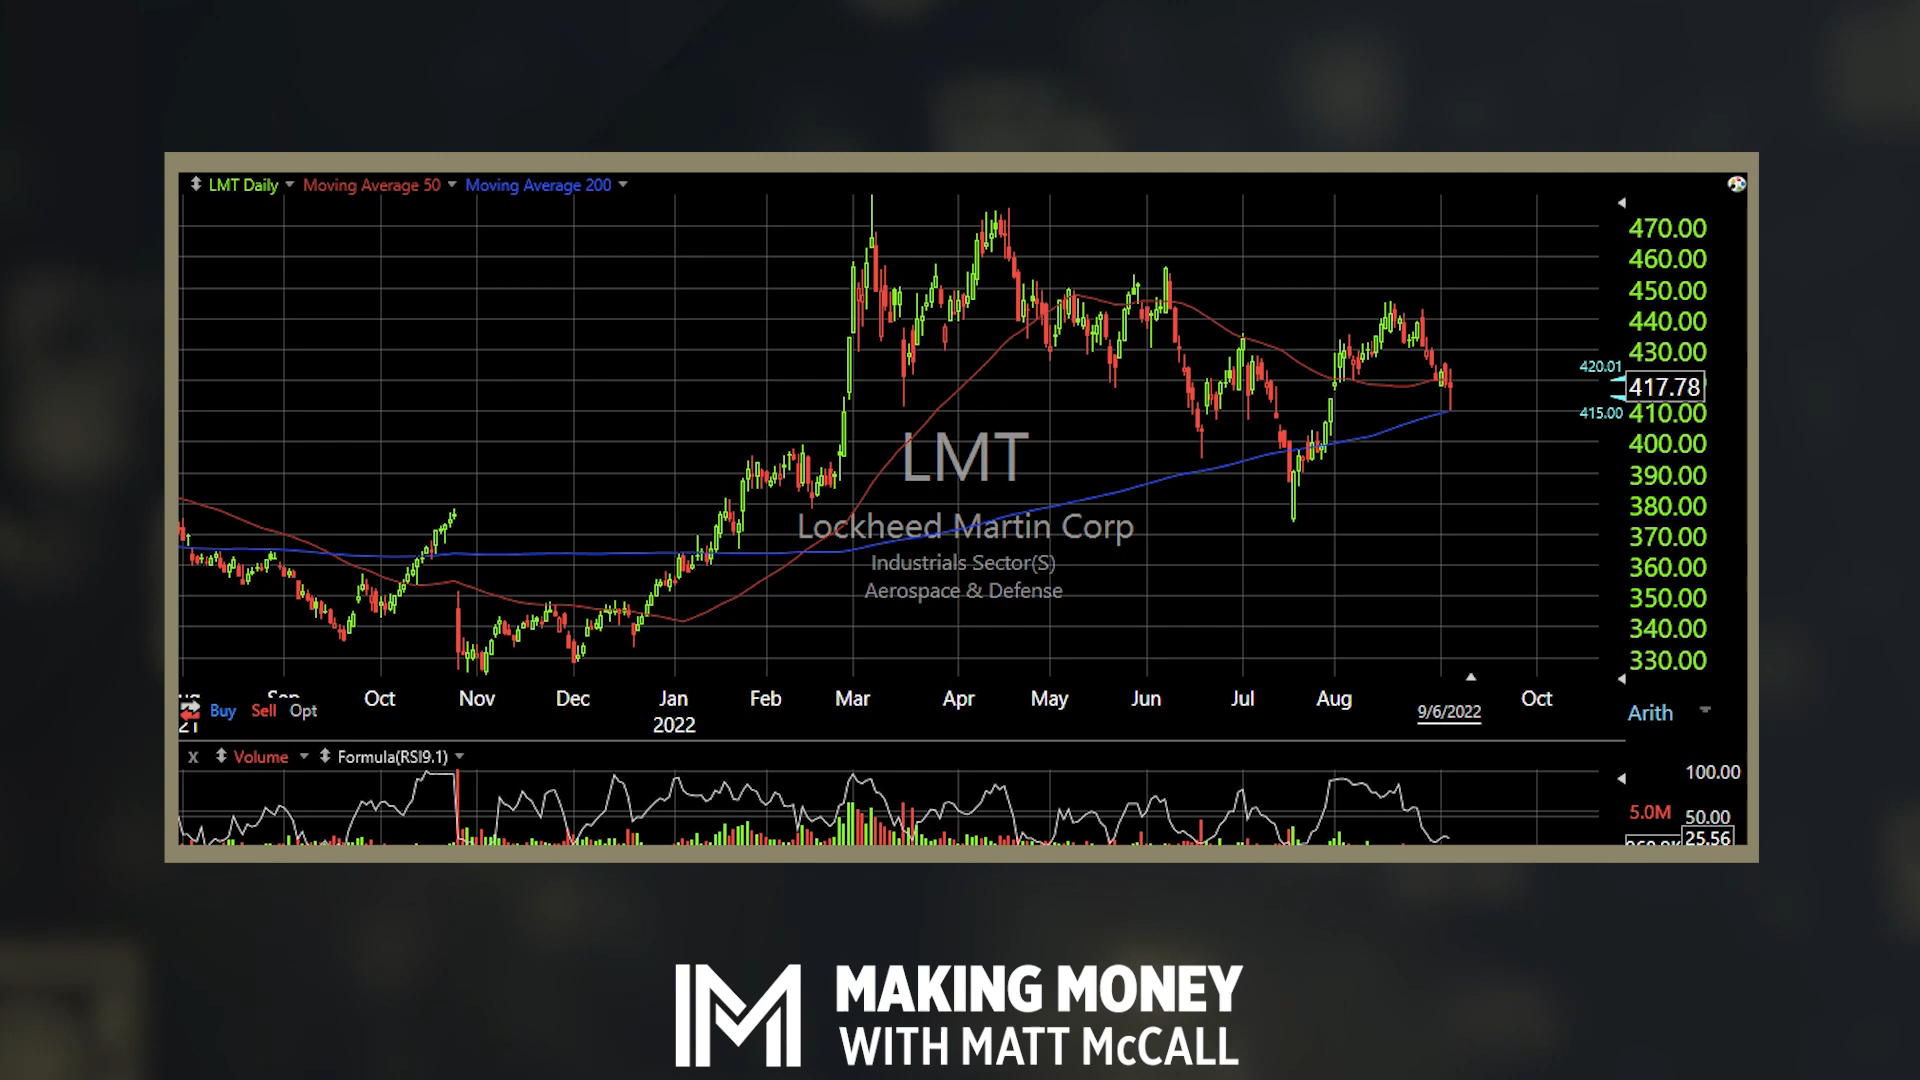 LMT Daily Moving Average 50 Moving Average 200
470.00
460.00
450.00
440.00
430.00
420.01
417.78
415.00 410.00
400.00
390.00
380.00
370.00
360.00
350.00
340.00
330.00
LMT
Lockheed Martin Corp
Industrials Sector(S)
Aerospace & Defense
Oct Nov Dec Jan Feb Mar Apr May Jun Jul Aug Oct
21 2022 9/6/2022
Buy Sell Opt
Arith
x Volume Formula(RSI9.1)
100.00
5.0M 50.00
25.56
MAKING MONEY
WITH MATT McCALL